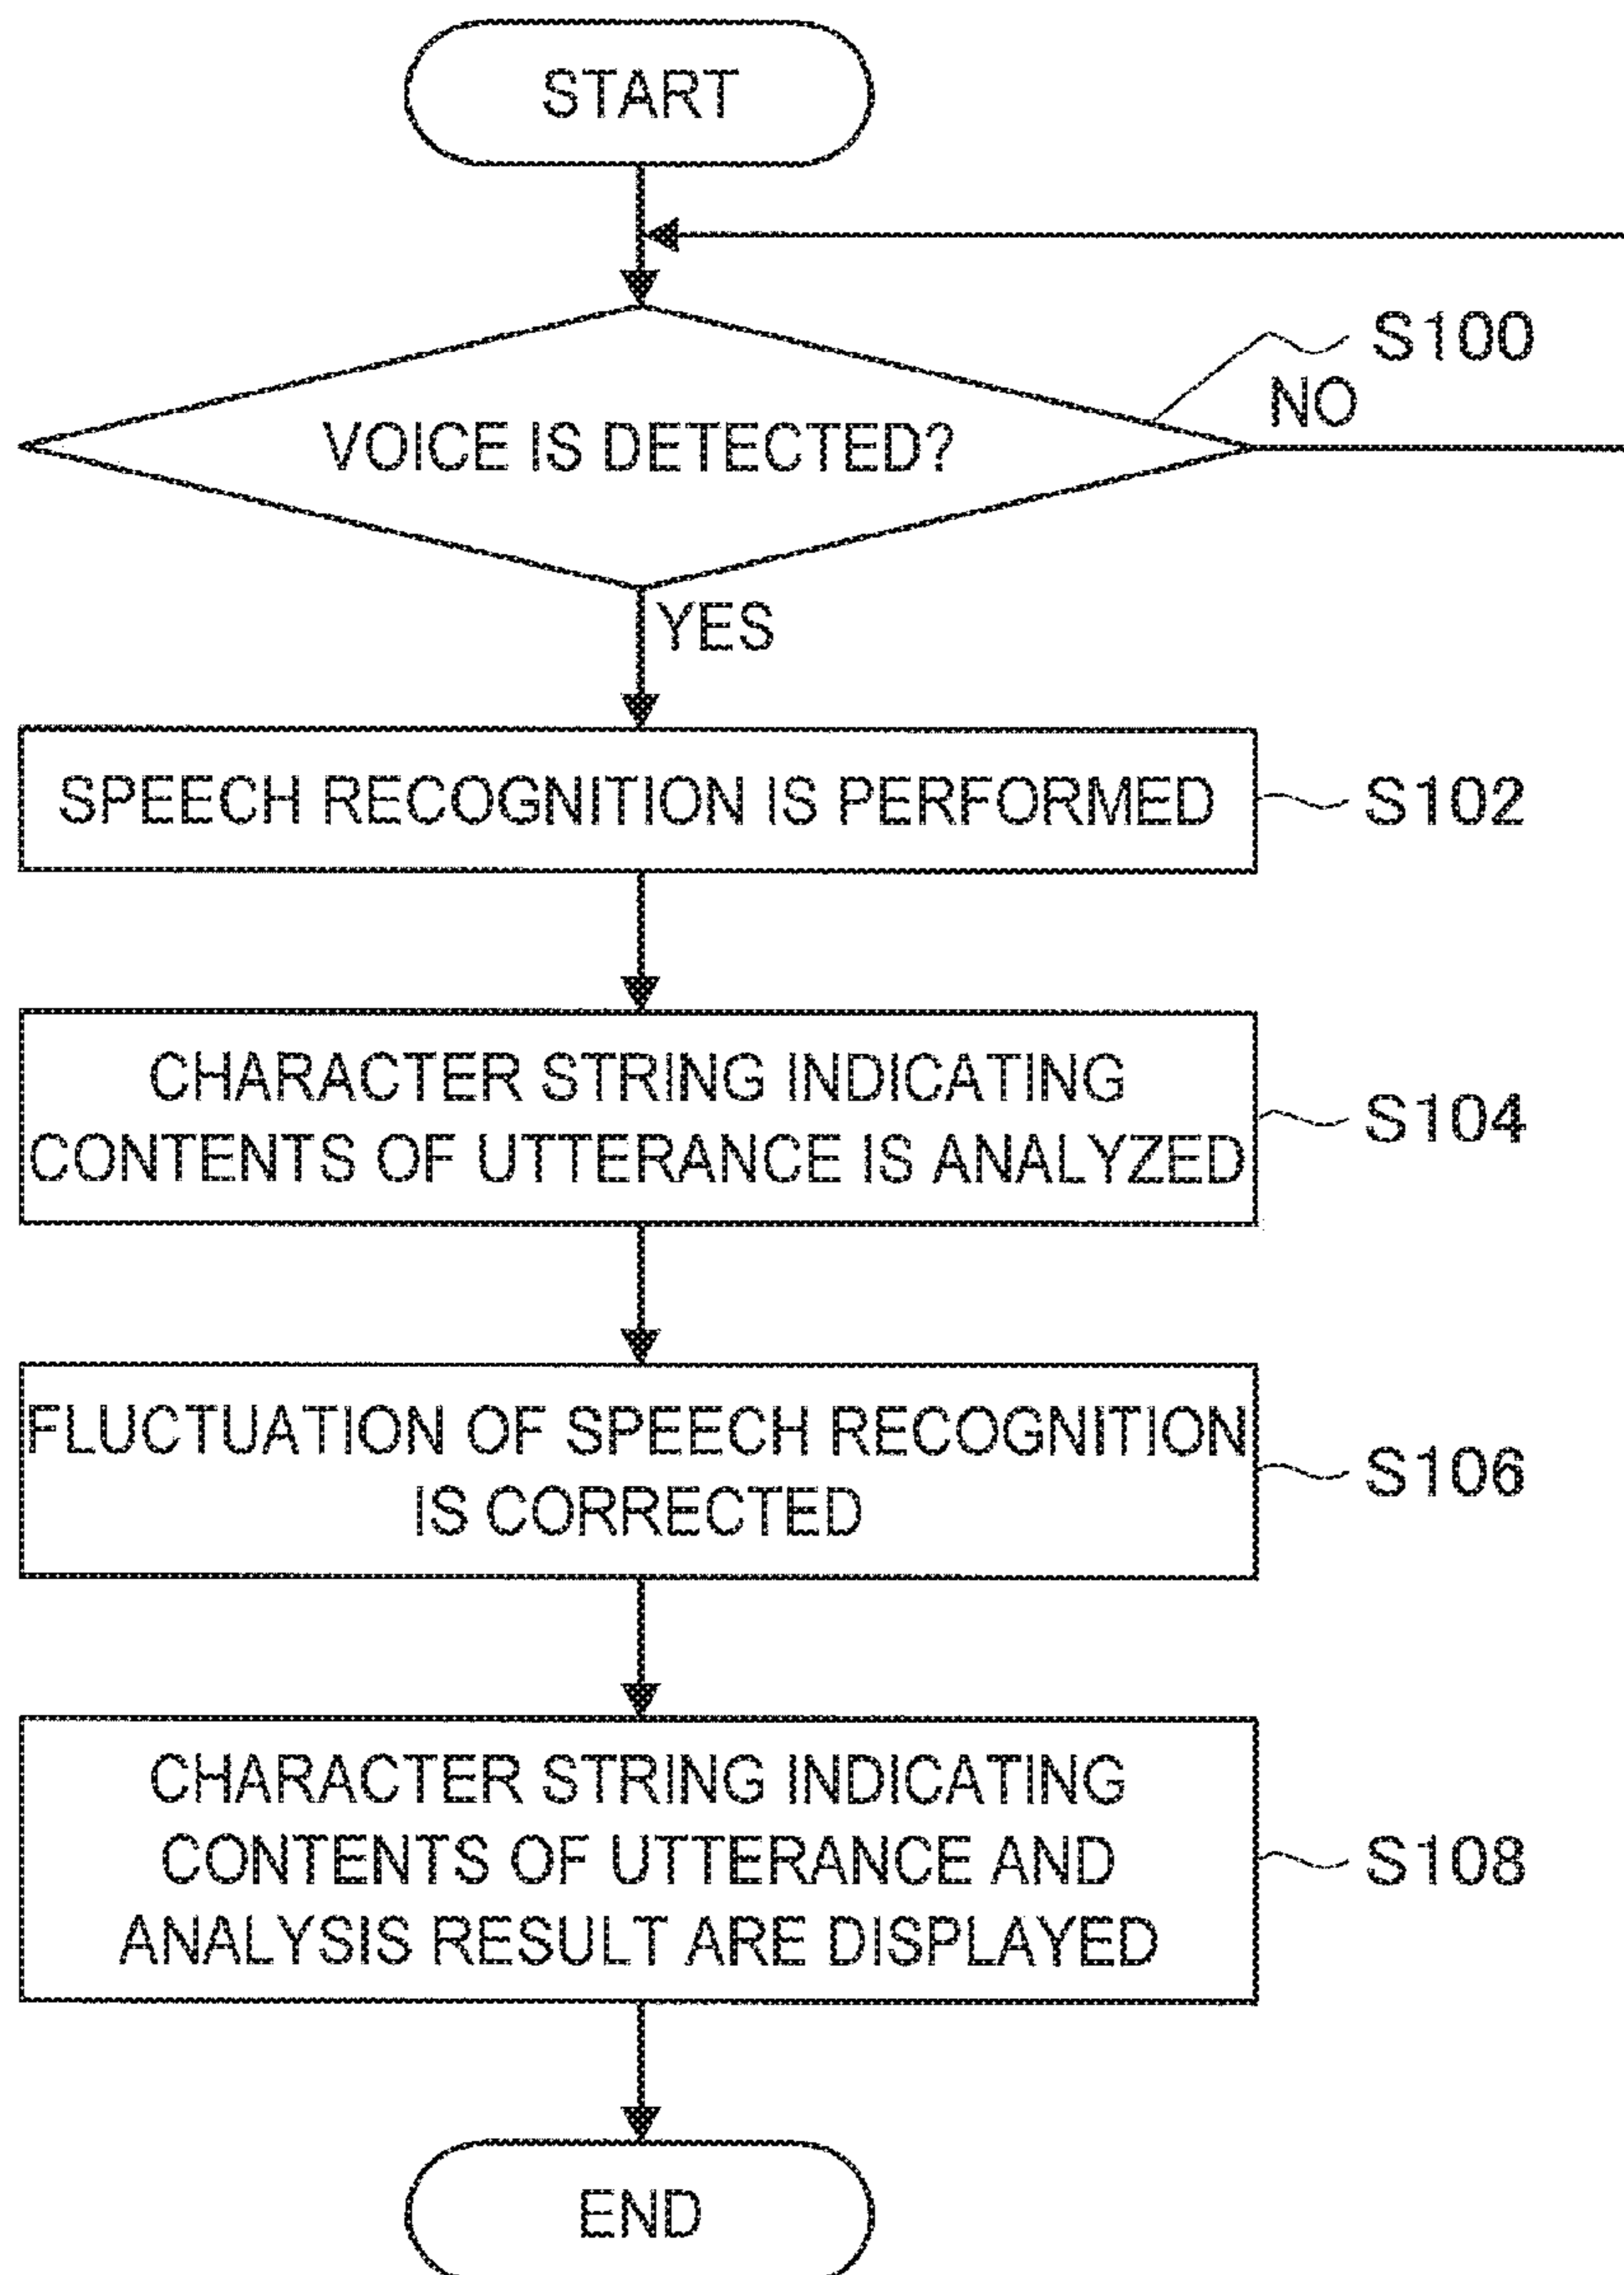 START
S100
NO
VOICE IS DETECTED?
YES
SPEECH RECOGNITION IS PERFORMED
S102
CHARACTER STRING INDICATING
CONTENTS OF UTTERANCE IS ANALYZED
S104
FLUCTUATION OF SPEECH RECOGNITION
IS CORRECTED
S106
CHARACTER STRING INDICATING
CONTENTS OF UTTERANCE AND
ANALYSIS RESULT ARE DISPLAYED
S108
END